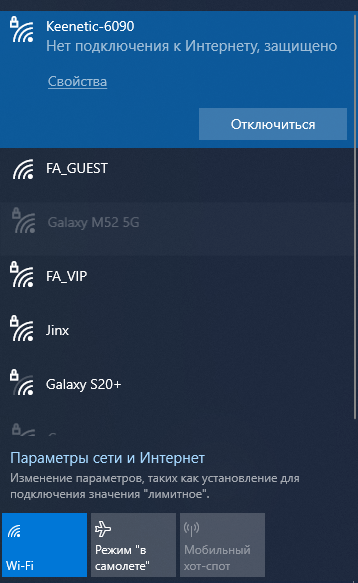 Keenetic-6090
Нет подключения к Интернету, защищено
Свойства
Отключиться
FA_GUEST
Galaxy M52 5G
FA_VIP
Jinx
Galaxy S20+
Параметры сети и Интернет
Изменение параметров, таких как установление для
подключения значения "лимитное".
Wi-Fi
Режим "в
самолете"
Мобильный
хот-спот